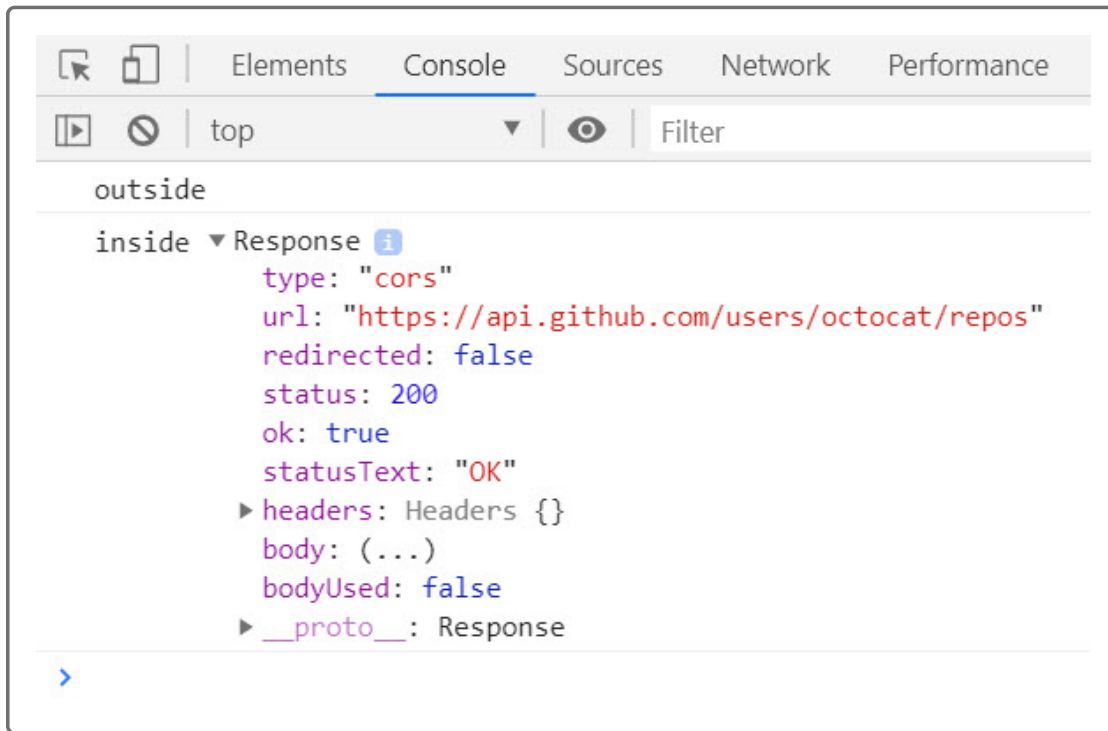 Elements Console Sources Network Performance
top Filter
outside
inside ▼Response i
type: "cors"
url: "https://api.github.com/users/octocat/repos"
redirected: false
status: 200
ok: true
statusText: "OK"
▶headers: Headers {}
body: (...)
bodyUsed: false
▶__proto__: Response